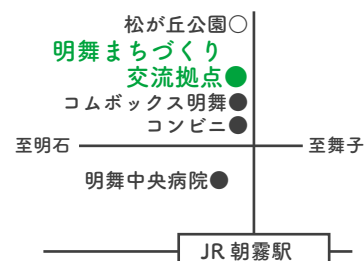 松が丘公園
明舞まちづくり
交流拠点
コムボックス明舞
コンビニ
至明石
至舞子
明舞中央病院
JR朝霧駅